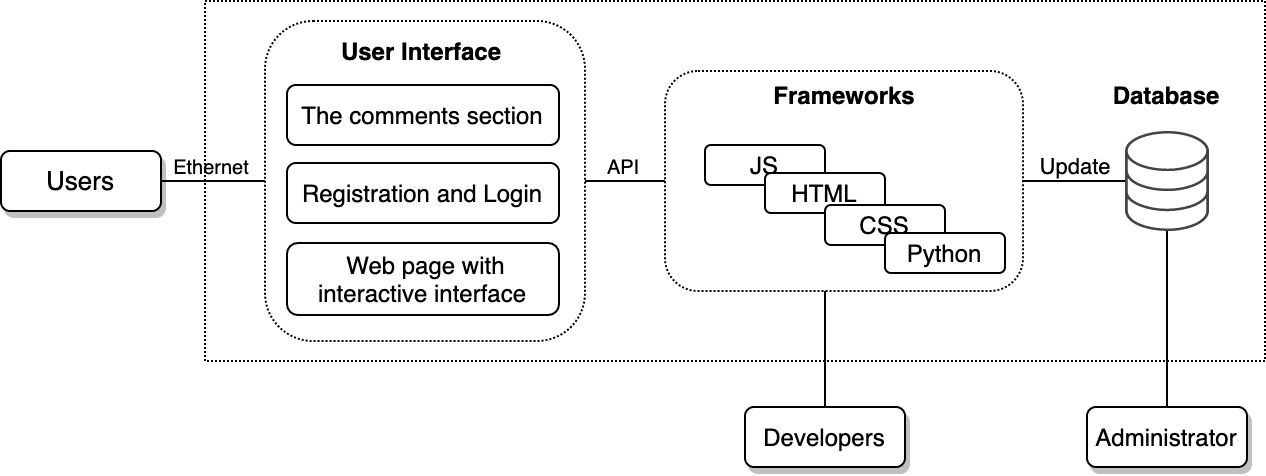 User Interface
The comments section
Registration and Login
Web page with
interactive interface
Users
Ethernet
API
Frameworks
JS
HTML
CSS
Python
Update
Database
Developers
Administrator